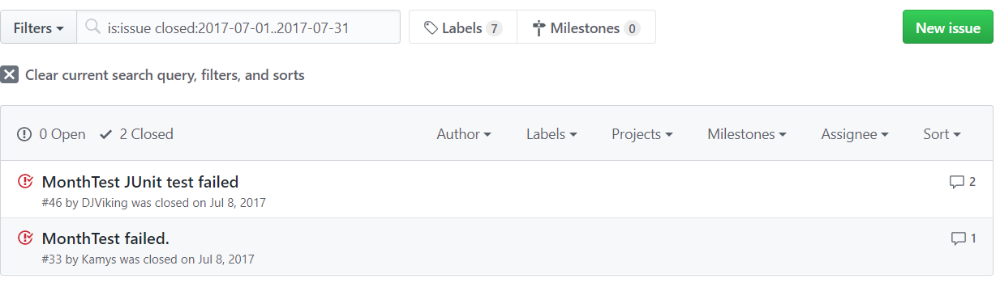 Filters is:issue closed:2017-07-01..2017-07-31 Labels 7 Milestones 0 New issue
Clear current search query, filters, and sorts
0 Open 2 Closed Author Labels Projects Milestones Assignee Sort
MonthTest JUnit test failed 2
#46 by DJViking was closed on Jul 8, 2017
MonthTest failed. 1
#33 by Kamys was closed on Jul 8, 2017